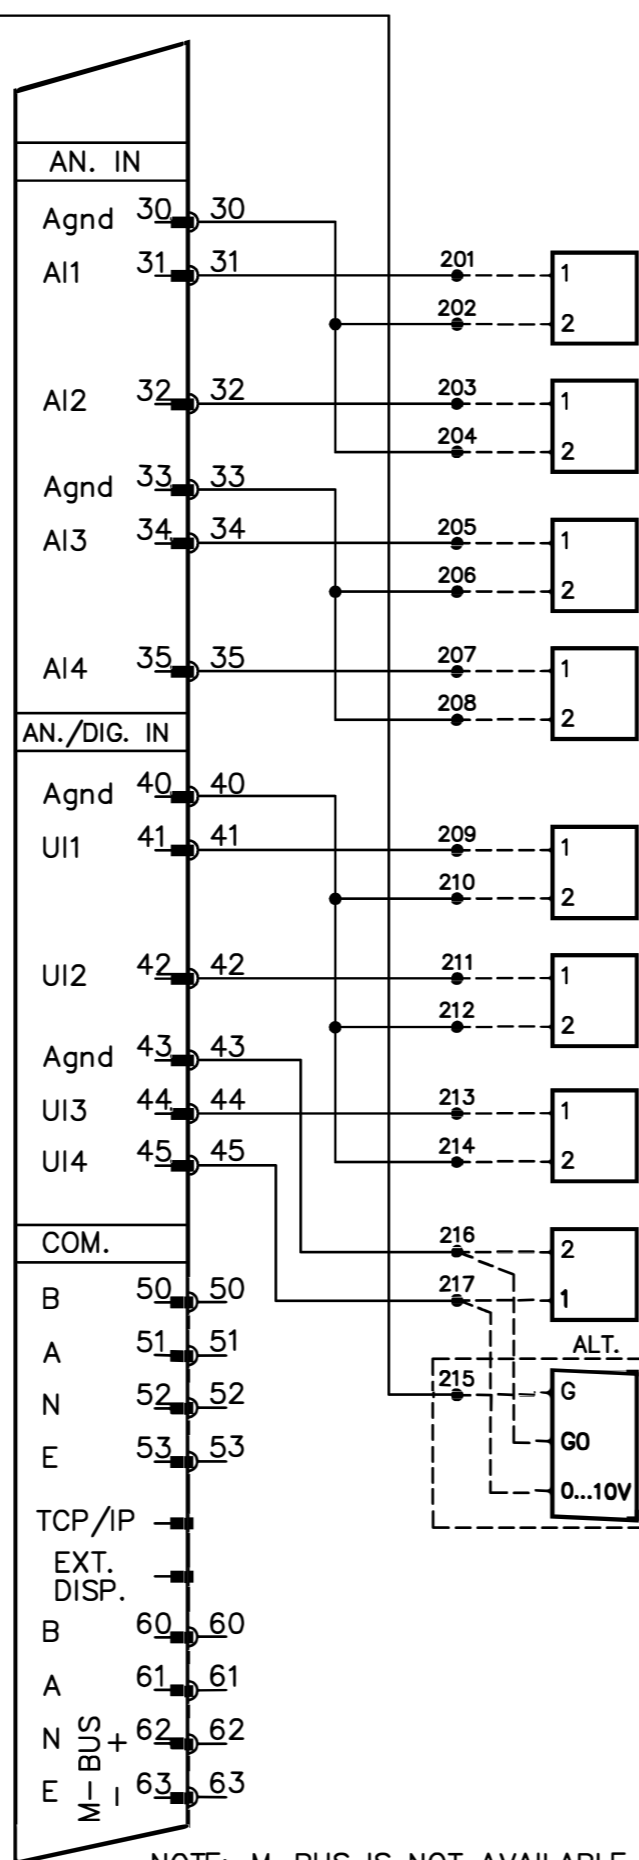 AN. IN
Agnd 30 30
AI1 31 31 201 1
202 2
AI2 32 32 203 1
204 2
Agnd 33 33
AI3 34 34 205 1
206 2
AI4 35 35 207 1
208 2
AN./DIG. IN
Agnd 40 40
UI1 41 41 209 1
210 2
UI2 42 42 211 1
212 2
Agnd 43 43
UI3 44 44 213 1
UI4 45 45 214 2
COM. 216 2
B 50 50 217 1
A 51 51 ALT.
N 52 52 215 G
E 53 53 G0
0...10V
TCP/IP
EXT.
DISP.
B 60 60
A 61 61
N + 62 62
E - 63 63
M-BUS
NOTE: M-BUS IS NOT AVAILABLE